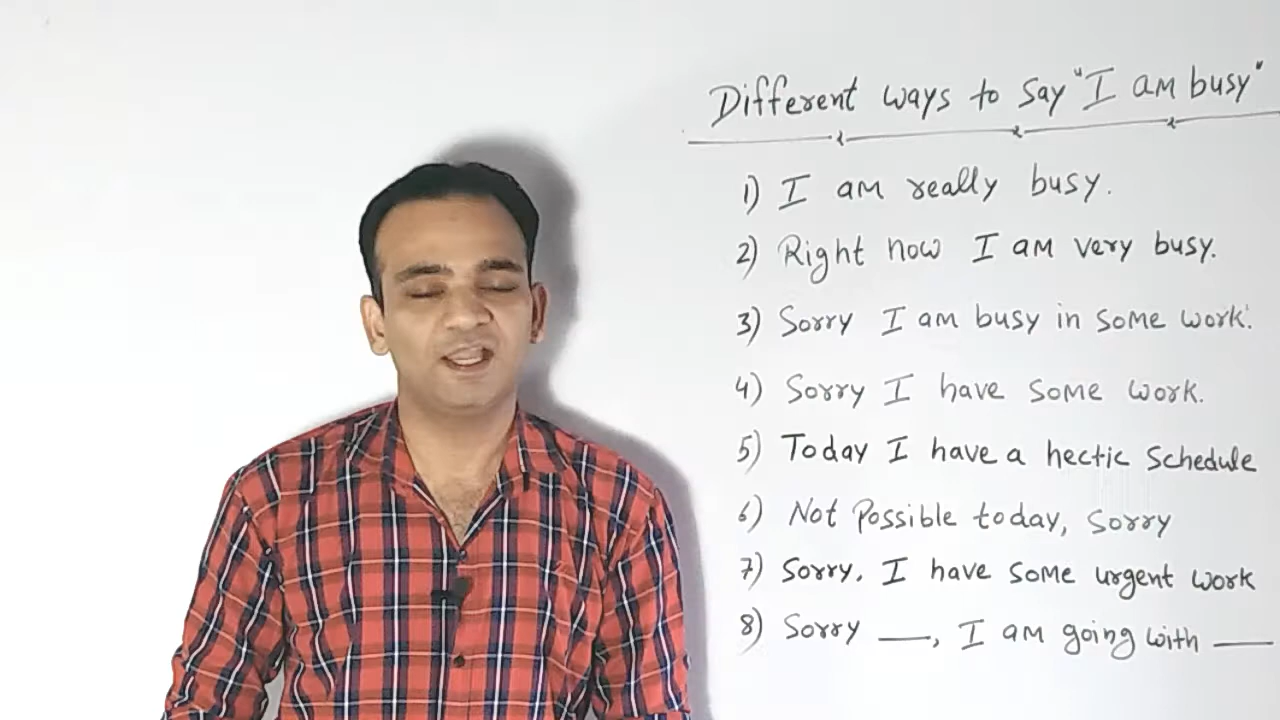 Different ways to say "I am busy"
1) I am really busy.
2) Right now I am very busy.
3) Sorry I am busy in some work.
4) Sorry I have some work.
5) Today I have a hectic schedule
6) Not possible today, sorry
7) Sorry, I have some urgent work
8) Sorry ___, I am going with ___